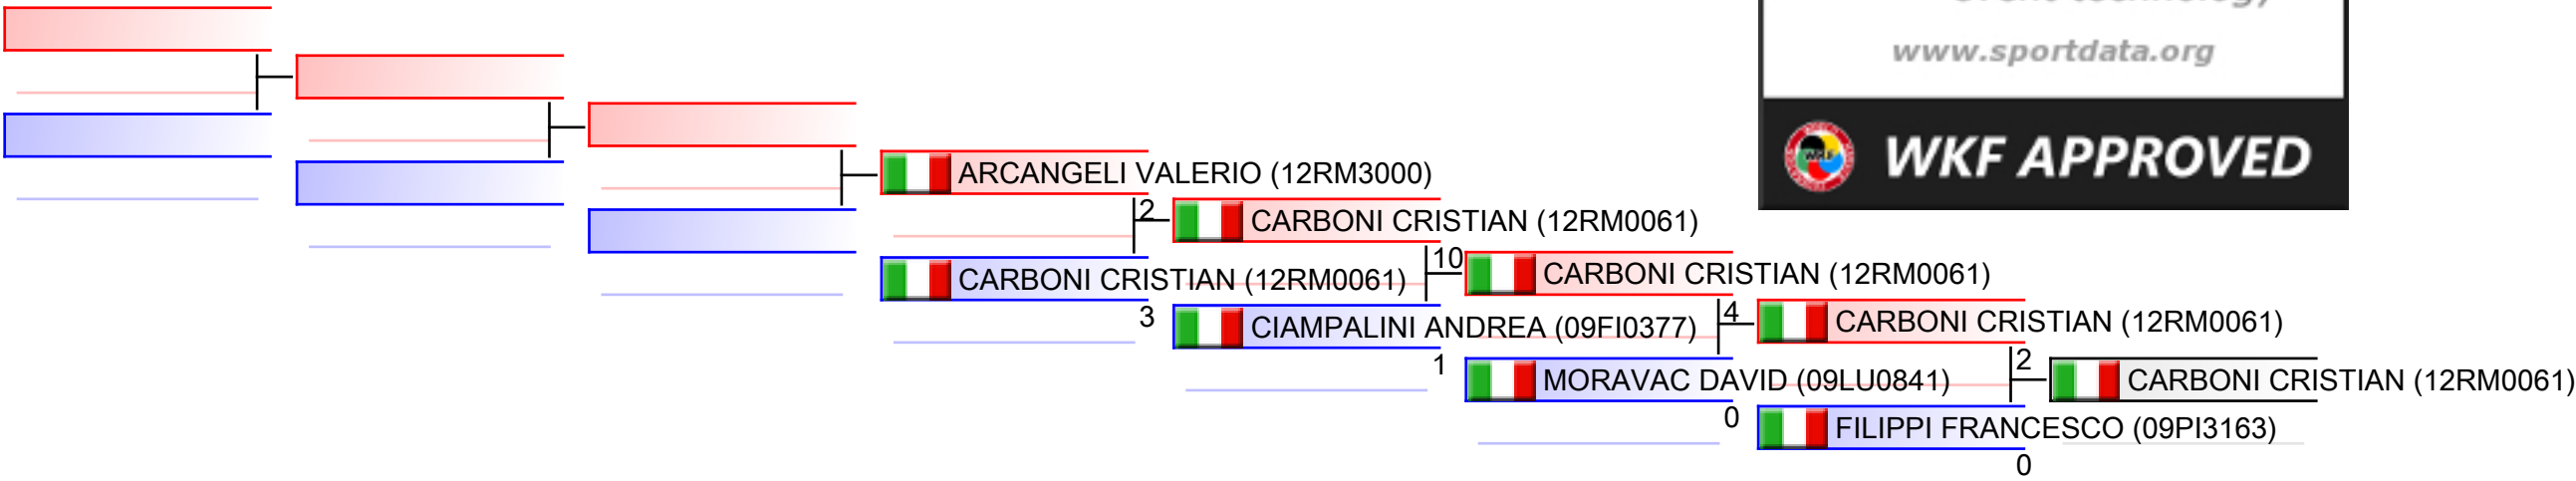 event technology
www.sportdata.org
WKF APPROVED
ARCANGELI VALERIO (12RM3000)
2
CARBONI CRISTIAN (12RM0061)
CARBONI CRISTIAN (12RM0061)
3
10
CARBONI CRISTIAN (12RM0061)
CIAMPALINI ANDREA (09FI0377)
1
4
CARBONI CRISTIAN (12RM0061)
MORAVAC DAVID (09LU0841)
0
2
CARBONI CRISTIAN (12RM0061)
FILIPPI FRANCESCO (09PI3163)
0